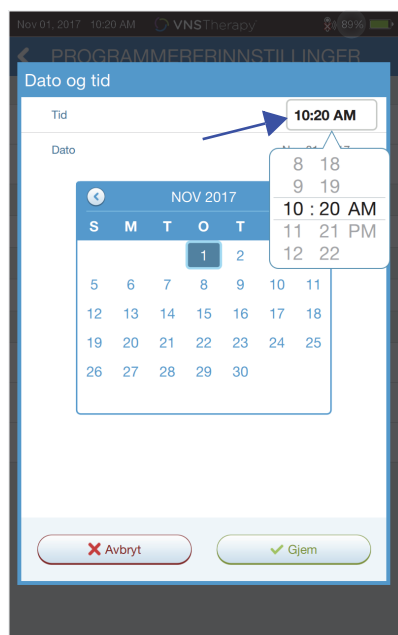 Nov 01, 2017 10:20 AM VNSTherapy 89%
PROGRAMMERERINNSTILLINGER
Dato og tid
Tid 10:20 AM
Dato
8 18
9 19
10 : 20 AM
11 21 PM
12 22
NOV 2017
S M T O T
1 2
5 6 7 8 9 10 11
12 13 14 15 16 17 18
19 20 21 22 23 24 25
26 27 28 29 30
Avbryt Gjem